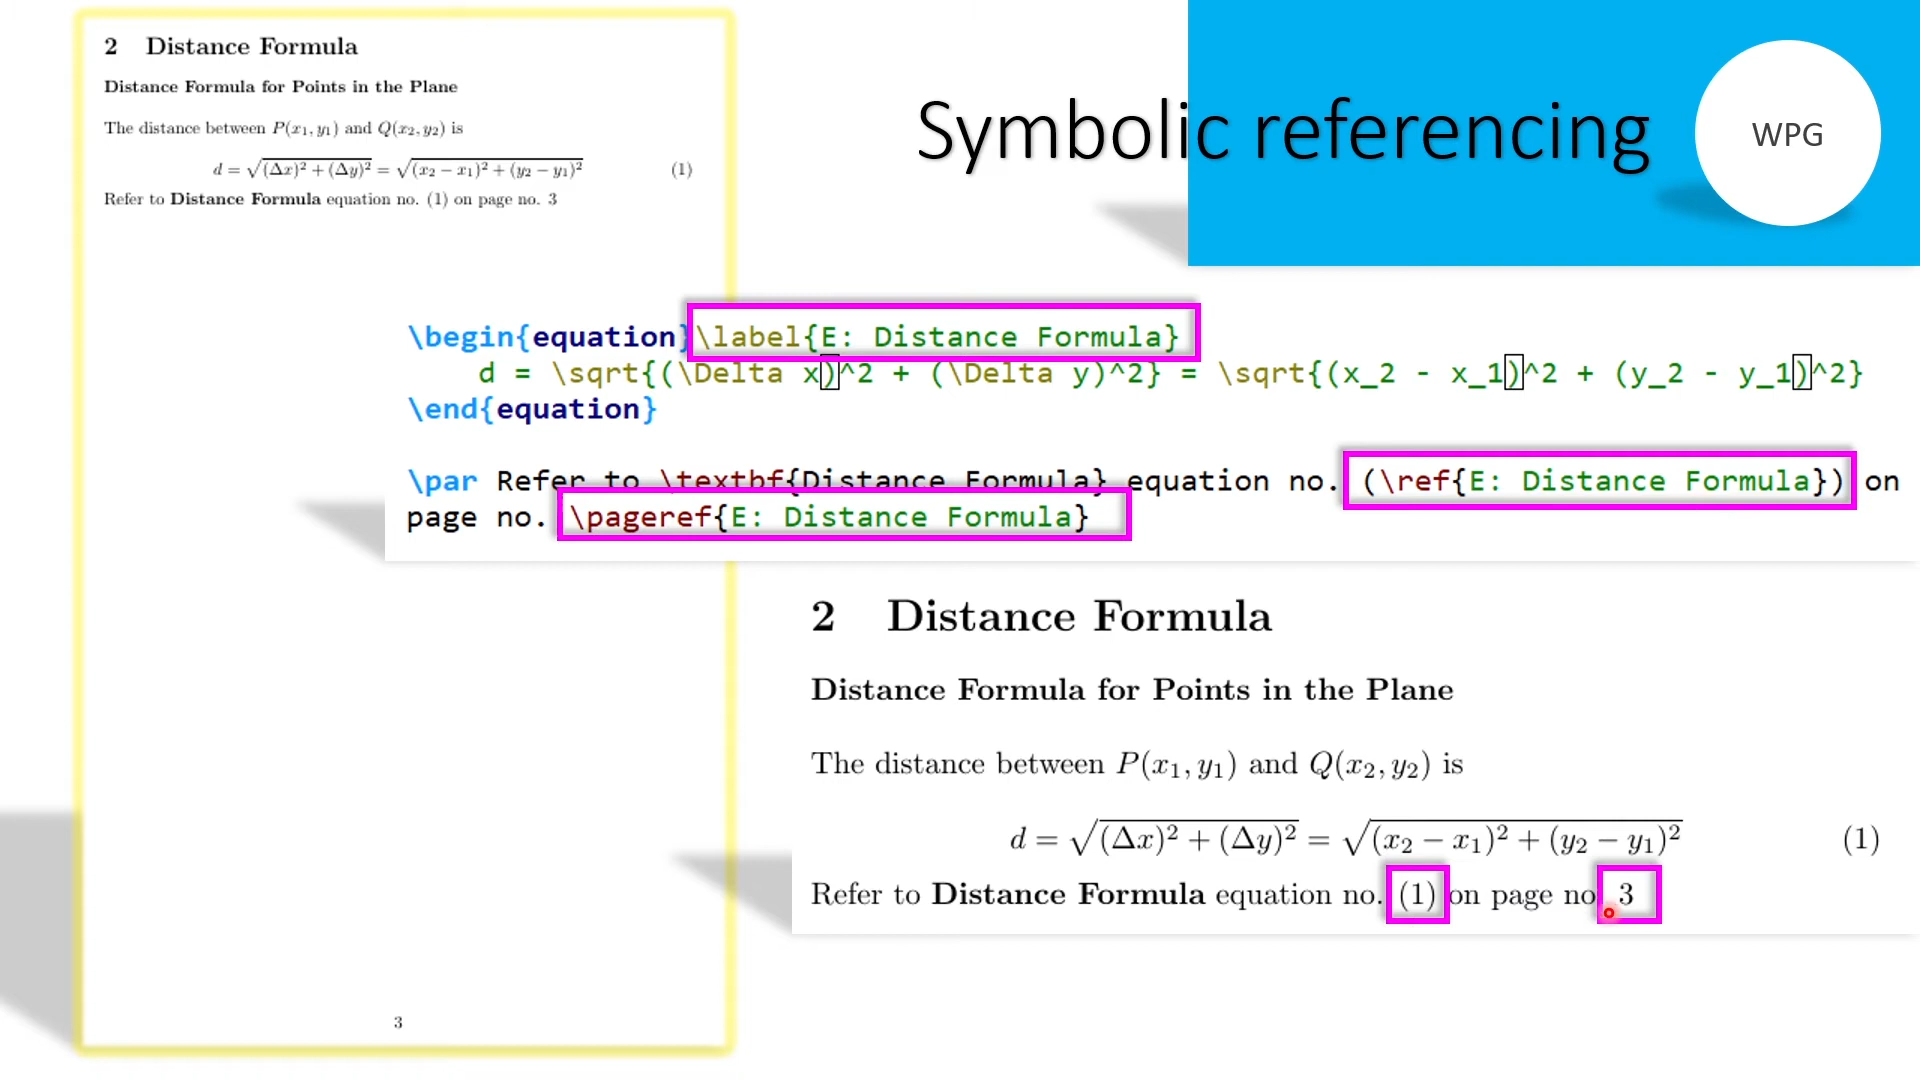 2 Distance Formula
Distance Formula for Points in the Plane
The distance between P(x₁, y₁) and Q(x₂, y₂) is
d = √(Δx)² + (Δy)² = √(x₂ − x₁)² + (y₂ − y₁)² (1)
Refer to Distance Formula equation no. (1) on page no. 3
3
Symbolic referencing
WPG
\begin{equation}\label{E: Distance Formula}
d = \sqrt{(\Delta x)^2 + (\Delta y)^2} = \sqrt{(x_2 - x_1)^2 + (y_2 - y_1)^2}
\end{equation}
\par Refer to \textbf{Distance Formula} equation no. (\ref{E: Distance Formula}) on
page no. \pageref{E: Distance Formula}
2 Distance Formula
Distance Formula for Points in the Plane
The distance between P(x₁, y₁) and Q(x₂, y₂) is
d = √(Δx)² + (Δy)² = √(x₂ − x₁)² + (y₂ − y₁)² (1)
Refer to Distance Formula equation no. (1) on page no. 3